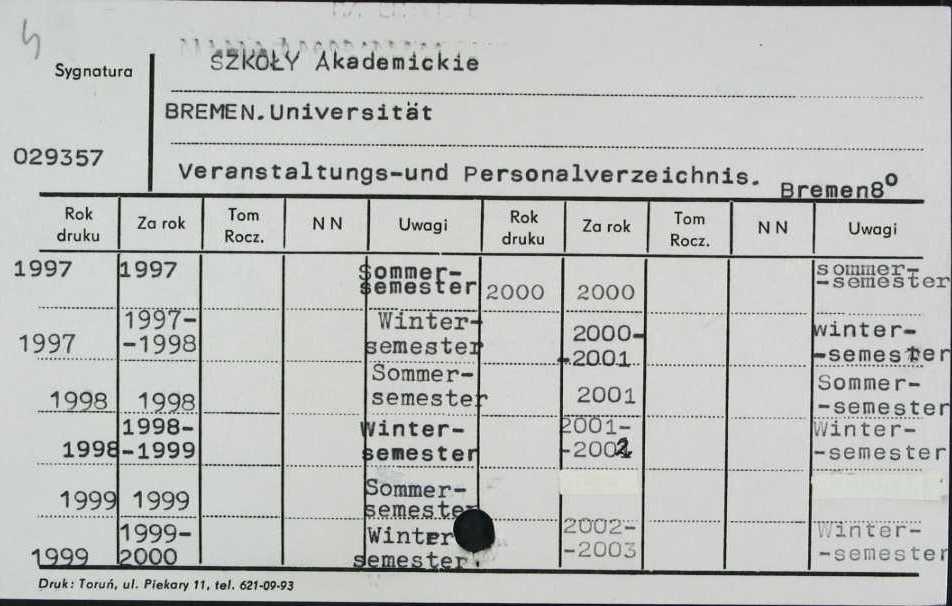 4
SZKOŁY Akademickie
Sygnatura
BREMEN.Universität
029357
Veranstaltungs-und Personalverzeichnis. Bremen8°
Rok druku Za rok Tom Rocz. N N Uwagi Rok druku Za rok Tom Rocz. N N Uwagi
1997 1997 Sommer-
semester 2000 2000 sommer-
-semester
1997 1997-
-1998 Winter-
semester 2000-
-2001 winter-
-semester
1998 1998 Sommer-
semester 2001 Sommer-
-semester
1998 1998-
-1999 Winter-
semester 2001-
-2002 Winter-
-semester
1999 1999 Sommer-
semester
1999 1999-
2000 Winter
semester. 2002-
-2003 Winter-
-semester
Druk: Toruń, ul. Piekary 11, tel. 621-09-93